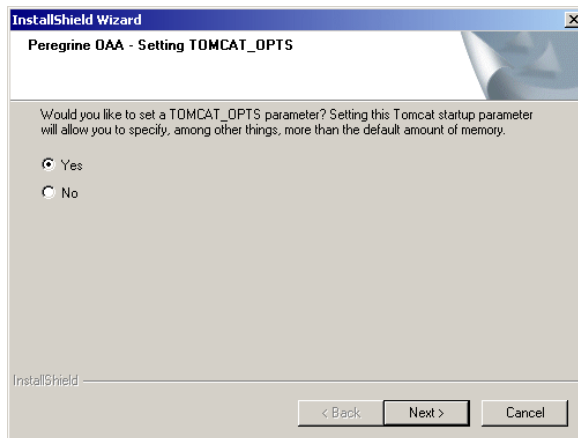 InstallShield Wizard
Peregrine OAA - Setting TOMCAT_OPTS
Would you like to set a TOMCAT_OPTS parameter? Setting this Tomcat startup parameter
will allow you to specify, among other things, more than the default amount of memory.
Yes
No
InstallShield
< Back
Next >
Cancel